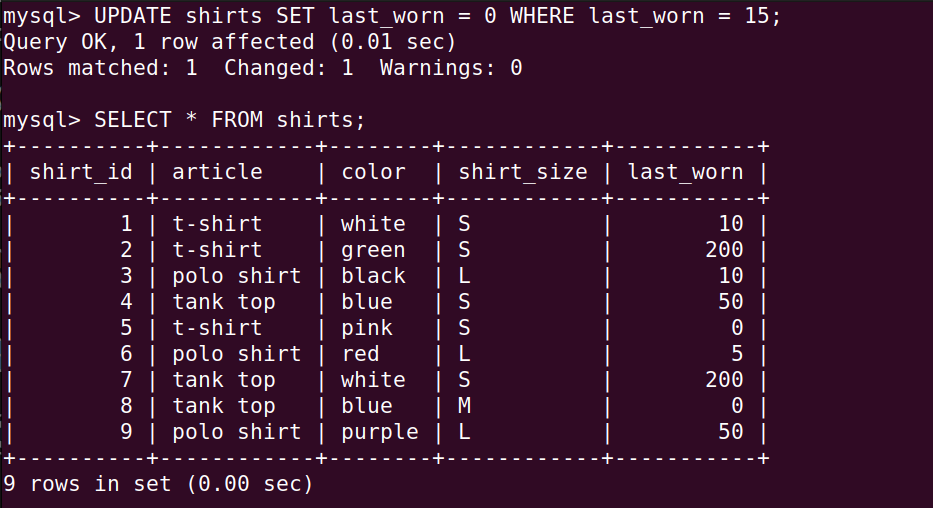 mysql> UPDATE shirts SET last_worn = 0 WHERE last_worn = 15;
Query OK, 1 row affected (0.01 sec)
Rows matched: 1  Changed: 1  Warnings: 0

mysql> SELECT * FROM shirts;
+----------+------------+--------+------------+-----------+
| shirt_id | article    | color  | shirt_size | last_worn |
+----------+------------+--------+------------+-----------+
|        1 | t-shirt    | white  | S          |        10 |
|        2 | t-shirt    | green  | S          |       200 |
|        3 | polo shirt | black  | L          |        10 |
|        4 | tank top   | blue   | S          |        50 |
|        5 | t-shirt    | pink   | S          |         0 |
|        6 | polo shirt | red    | L          |         5 |
|        7 | tank top   | white  | S          |       200 |
|        8 | tank top   | blue   | M          |         0 |
|        9 | polo shirt | purple | L          |        50 |
+----------+------------+--------+------------+-----------+
9 rows in set (0.00 sec)